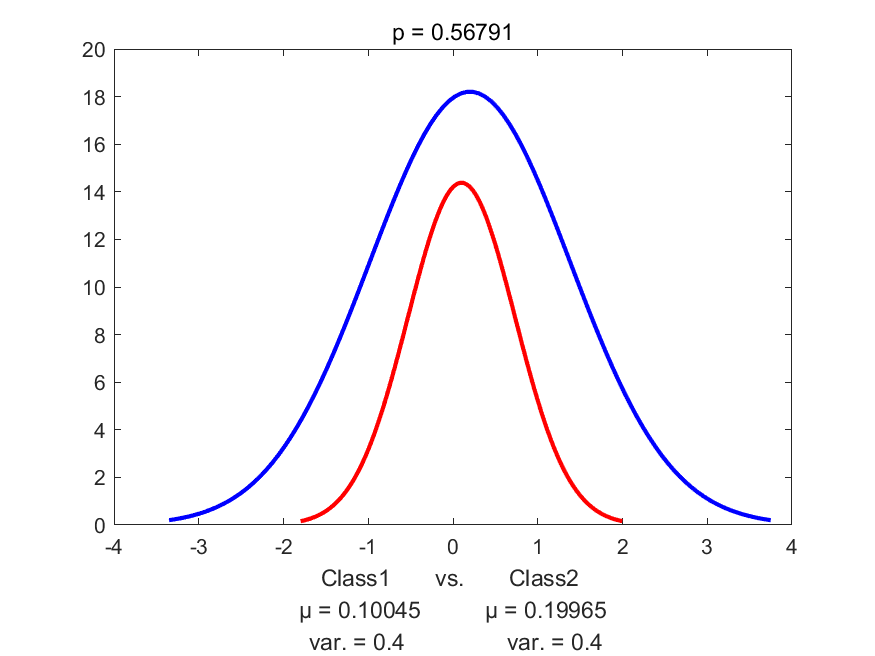 p = 0.56791
20
18
16
14
12
10
8
6
4
2
0
-4 -3 -2 -1 0 1 2 3 4
Class1 vs. Class2
μ = 0.10045 μ = 0.19965
var. = 0.4 var. = 0.4